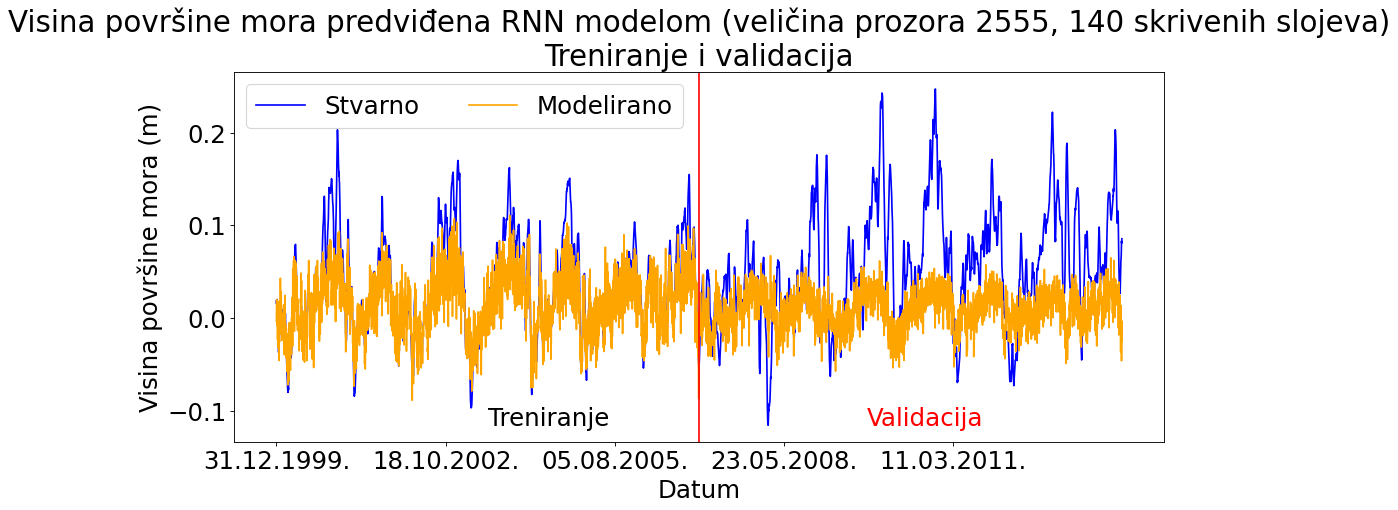 Visina površine mora predviđena RNN modelom (veličina prozora 2555, 140 skrivenih slojeva)
Treniranje i validacija
Stvarno
Modelirano
Visina površine mora (m)
0.2
0.1
0.0
−0.1
Treniranje
Validacija
31.12.1999.
18.10.2002.
05.08.2005.
23.05.2008.
11.03.2011.
Datum